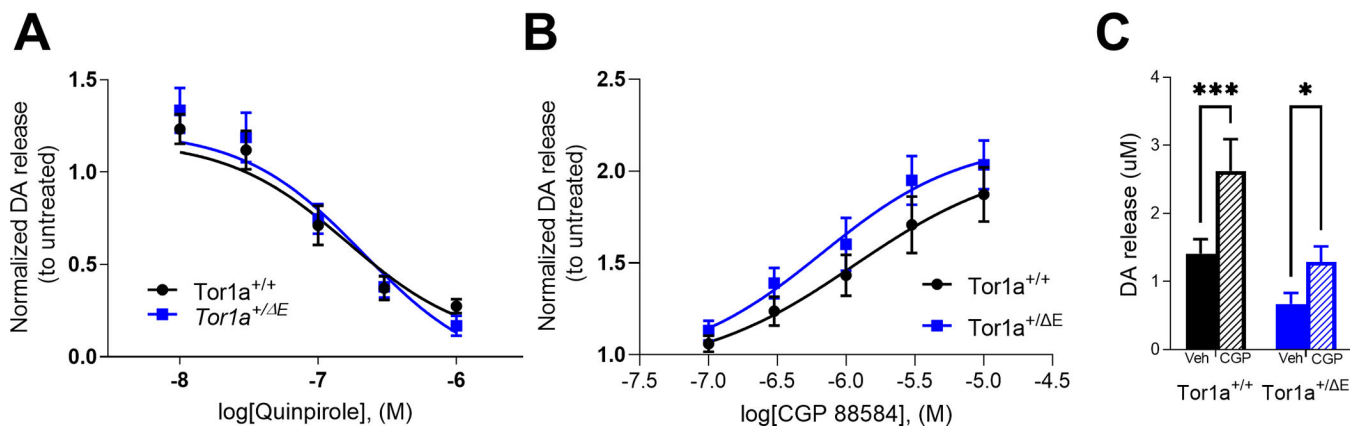 A
Normalized DA release
(to untreated)
1.5
1.0
0.5
0.0
Tor1a+/+
Tor1a+/ΔE
-8
-7
-6
log[Quinpirole], (M)
B
Normalized DA release
(to untreated)
2.5
2.0
1.5
1.0
Tor1a+/+
Tor1a+/ΔE
-7.5
-7.0
-6.5
-6.0
-5.5
-5.0
-4.5
log[CGP 88584], (M)
C
DA release (uM)
4
3
2
1
0
***
*
Veh CGP
Veh CGP
Tor1a+/+
Tor1a+/ΔE